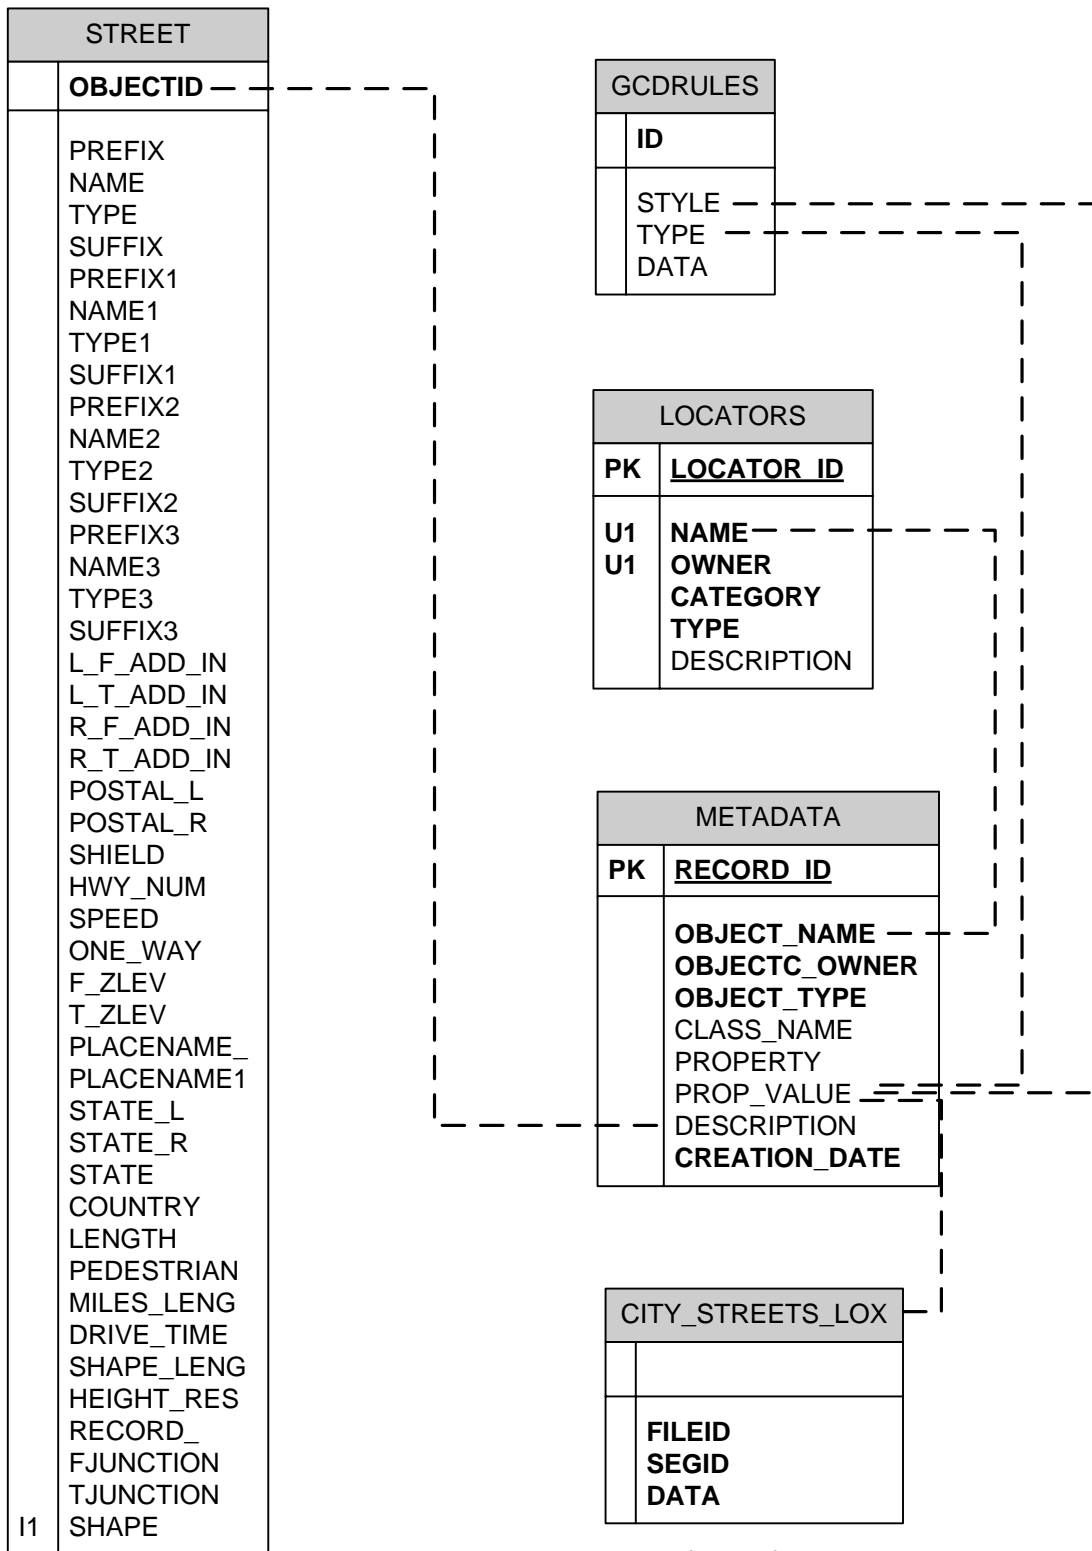 STREET
OBJECTID
PREFIX
NAME
TYPE
SUFFIX
PREFIX1
NAME1
TYPE1
SUFFIX1
PREFIX2
NAME2
TYPE2
SUFFIX2
PREFIX3
NAME3
TYPE3
SUFFIX3
L_F_ADD_IN
L_T_ADD_IN
R_F_ADD_IN
R_T_ADD_IN
POSTAL_L
POSTAL_R
SHIELD
HWY_NUM
SPEED
ONE_WAY
F_ZLEV
T_ZLEV
PLACENAME_
PLACENAME1
STATE_L
STATE_R
STATE
COUNTRY
LENGTH
PEDESTRIAN
MILES_LENG
DRIVE_TIME
SHAPE_LENG
HEIGHT_RES
RECORD_
FJUNCTION
TJUNCTION
I1 SHAPE
GCDRULES
ID
STYLE
TYPE
DATA
LOCATORS
PK LOCATOR_ID
U1 NAME
U1 OWNER
CATEGORY
TYPE
DESCRIPTION
METADATA
PK RECORD_ID
OBJECT_NAME
OBJECTC_OWNER
OBJECT_TYPE
CLASS_NAME
PROPERTY
PROP_VALUE
DESCRIPTION
CREATION_DATE
CITY_STREETS_LOX
FILEID
SEGID
DATA